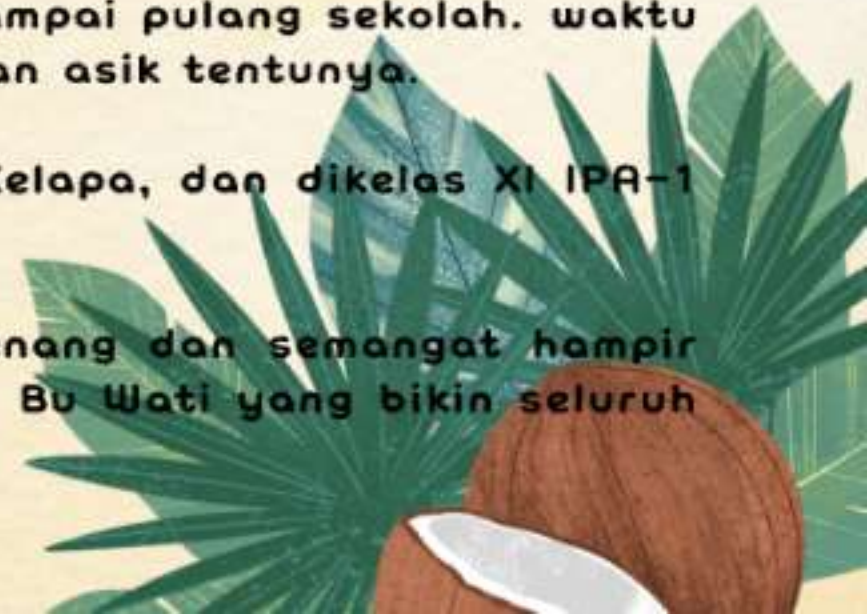 mpai pulang sekolah. waktu
an asik tentunya.
elapa, dan dikelas XI IPA-1
nang dan semangat hampir
Bu Wati yang bikin seluruh